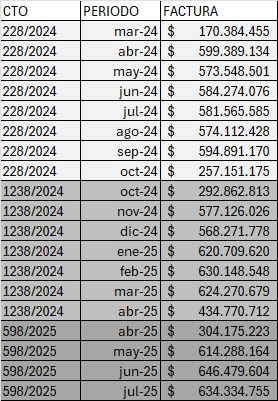 CTO PERIODO FACTURA
228/2024 mar-24 $ 170.384.455
228/2024 abr-24 $ 599.389.134
228/2024 may-24 $ 573.548.501
228/2024 jun-24 $ 584.274.076
228/2024 jul-24 $ 581.565.585
228/2024 ago-24 $ 574.112.428
228/2024 sep-24 $ 594.891.170
228/2024 oct-24 $ 257.151.175
1238/2024 oct-24 $ 292.862.813
1238/2024 nov-24 $ 577.126.026
1238/2024 dic-24 $ 568.271.778
1238/2024 ene-25 $ 620.709.620
1238/2024 feb-25 $ 630.148.548
1238/2024 mar-25 $ 624.270.679
1238/2024 abr-25 $ 434.770.712
598/2025 abr-25 $ 304.175.223
598/2025 may-25 $ 614.288.164
598/2025 jun-25 $ 646.479.604
598/2025 jul-25 $ 634.334.755